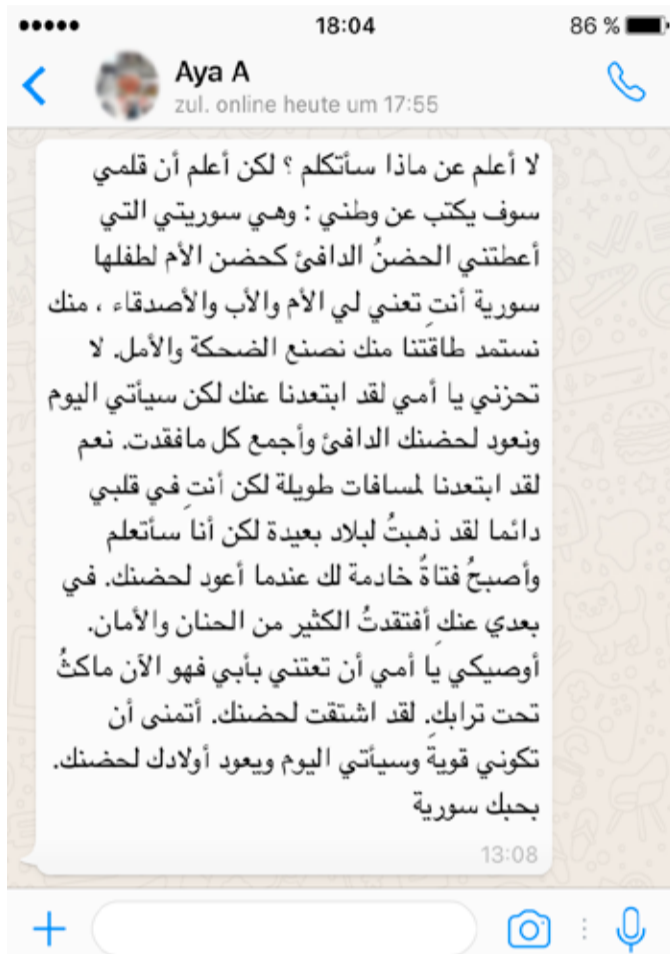 18:04
86 %
Aya A
zul. online heute um 17:55
لا أعلم عن ماذا سأتكلم ؟ لكن أعلم أن قلمي
سوف يكتب عن وطني : وهي سوريتي التي
أعطتني الحضنُ الدافئ كحضن الأم لطفلها
سورية أنتِ تعني لي الأم والأب والأصدقاء ، منك
نستمد طاقتنا منك نصنع الضحكة والأمل. لا
تحزني يا أمي لقد ابتعدنا عنك لكن سيأتي اليوم
ونعود لحضنك الدافئ وأجمع كل مافقدت. نعم
لقد ابتعدنا لمسافات طويلة لكن أنتِ في قلبي
دائما لقد ذهبتُ لبلاد بعيدة لكن أنا سأتعلم
وأصبحُ فتاةُ خادمة لك عندما أعود لحضنك. في
بعدي عنكِ أفتقدتُ الكثير من الحنان والأمان.
أوصيكي يا أمي أن تعتني بأبي فهو الآن ماكثُ
تحت ترابكِ. لقد اشتقت لحضنك. أتمنى أن
تكوني قوية وسيأتي اليوم ويعود أولادك لحضنك.
بحبك سورية
13:08